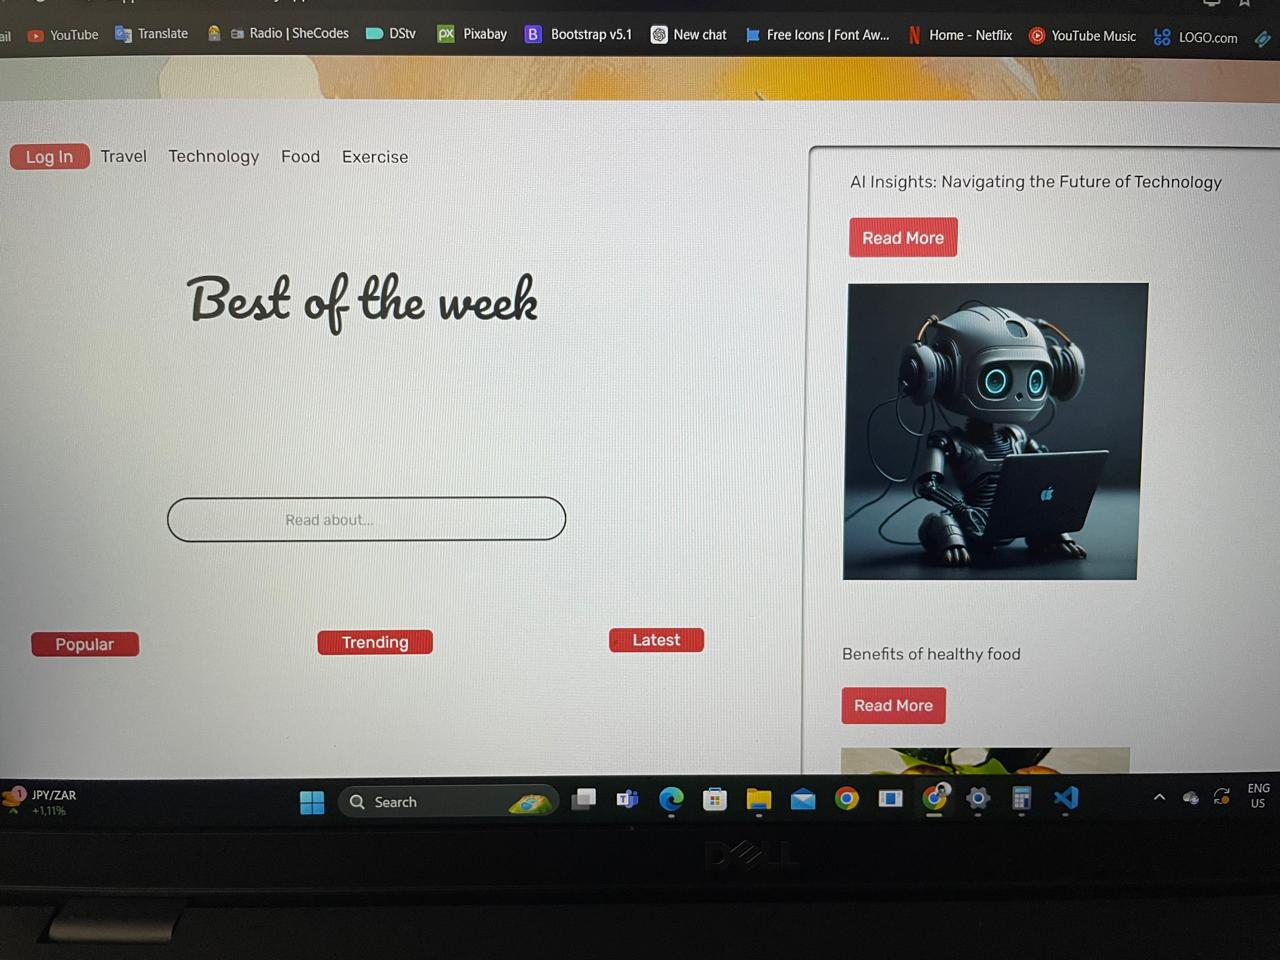 ail YouTube Translate Radio | SheCodes DStv px Pixabay B Bootstrap v5.1 New chat Free Icons | Font Aw... N Home - Netflix YouTube Music LOGO.com
Log In Travel Technology Food Exercise
Best of the week
Read about...
Popular Trending Latest
AI Insights: Navigating the Future of Technology
Read More
Benefits of healthy food
Read More
1 JPY/ZAR
+1,11%
Search
ENG
US
DELL